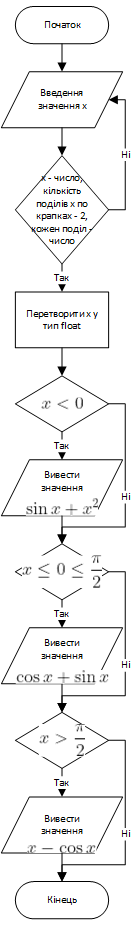 Початок
Введення
значення x
x - число,
кількість
поділів x по
крапках - 2,
кожен поділ -
число
Ні
Так
Перетворити x у
тип float
x < 0
Так
Вивести
значення
sin x + x²
Ні
x ≤ 0 ≤ π/2
Так
Вивести
значення
cos x + sin x
Ні
x > π/2
Так
Вивести
значення
x − cos x
Ні
Кінець